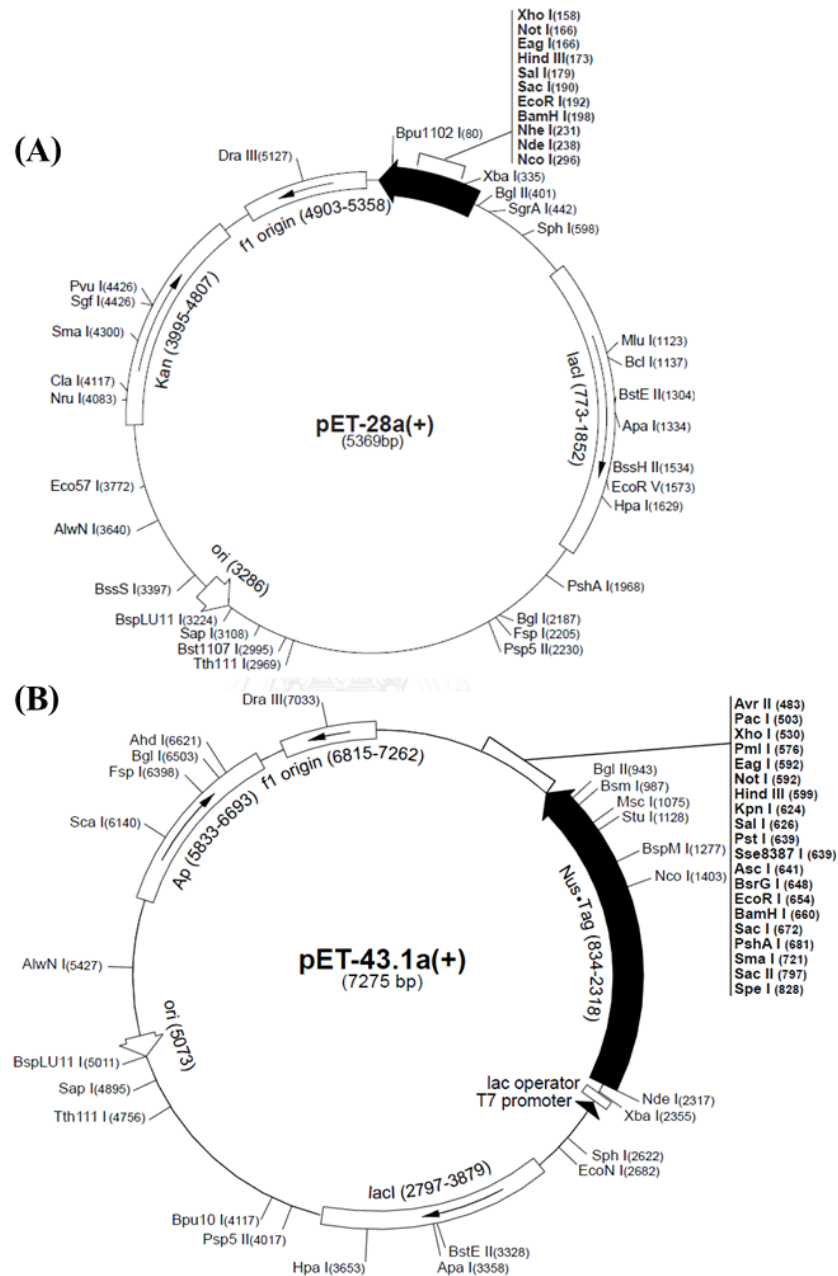 (A)
Xho I(158)
Not I(166)
Eag I(166)
Hind III(173)
Sal I(179)
Sac I(190)
EcoR I(192)
BamH I(198)
Nhe I(231)
Nde I(238)
Nco I(296)
Bpu1102 I(80)
Dra III(5127)
Xba I(335)
Bgl II(401)
SgrA I(442)
Sph I(598)
f1 origin (4903-5358)
Pvu I(4426)
Sgf I(4426)
Sma I(4300)
Kan (3995-4807)
Cla I(4117)
Nru I(4083)
Mlu I(1123)
Bcl I(1137)
BstE II(1304)
Apa I(1334)
lacI (773-1852)
BssH II(1534)
EcoR V(1573)
Hpa I(1629)
pET-28a(+)
(5369bp)
Eco57 I(3772)
AlwN I(3640)
ori (3286)
BssS I(3397)
PshA I(1968)
BspLU11 I(3224)
Sap I(3108)
Bst1107 I(2995)
Tth111 I(2969)
Bgl I(2187)
Fsp I(2205)
Psp5 II(2230)
(B)
Dra III(7033)
Avr II (483)
Pac I (503)
Xho I (530)
Pml I (576)
Eag I (592)
Not I (592)
Hind III (599)
Kpn I (624)
Sal I (626)
Pst I (639)
Sse8387 I (639)
Asc I (641)
BsrG I (648)
EcoR I (654)
BamH I (660)
Sac I (672)
PshA I (681)
Sma I (721)
Sac II (797)
Spe I (828)
Ahd I(6621)
Bgl I(6503)
Fsp I(6398)
Sca I(6140)
f1 origin (6815-7262)
Ap (5833-6693)
Bgl II(943)
Bsm I(987)
Msc I(1075)
Stu I(1128)
BspM I(1277)
Nco I(1403)
Nus•Tag (834-2318)
pET-43.1a(+)
(7275 bp)
AlwN I(5427)
ori (5073)
BspLU11 I(5011)
Sap I(4895)
Tth111 I(4756)
lac operator
T7 promoter
Nde I(2317)
Xba I(2355)
Sph I(2622)
EcoN I(2682)
lacI (2797-3879)
Bpu10 I(4117)
Psp5 II(4017)
Hpa I(3653)
BstE II(3328)
Apa I(3358)